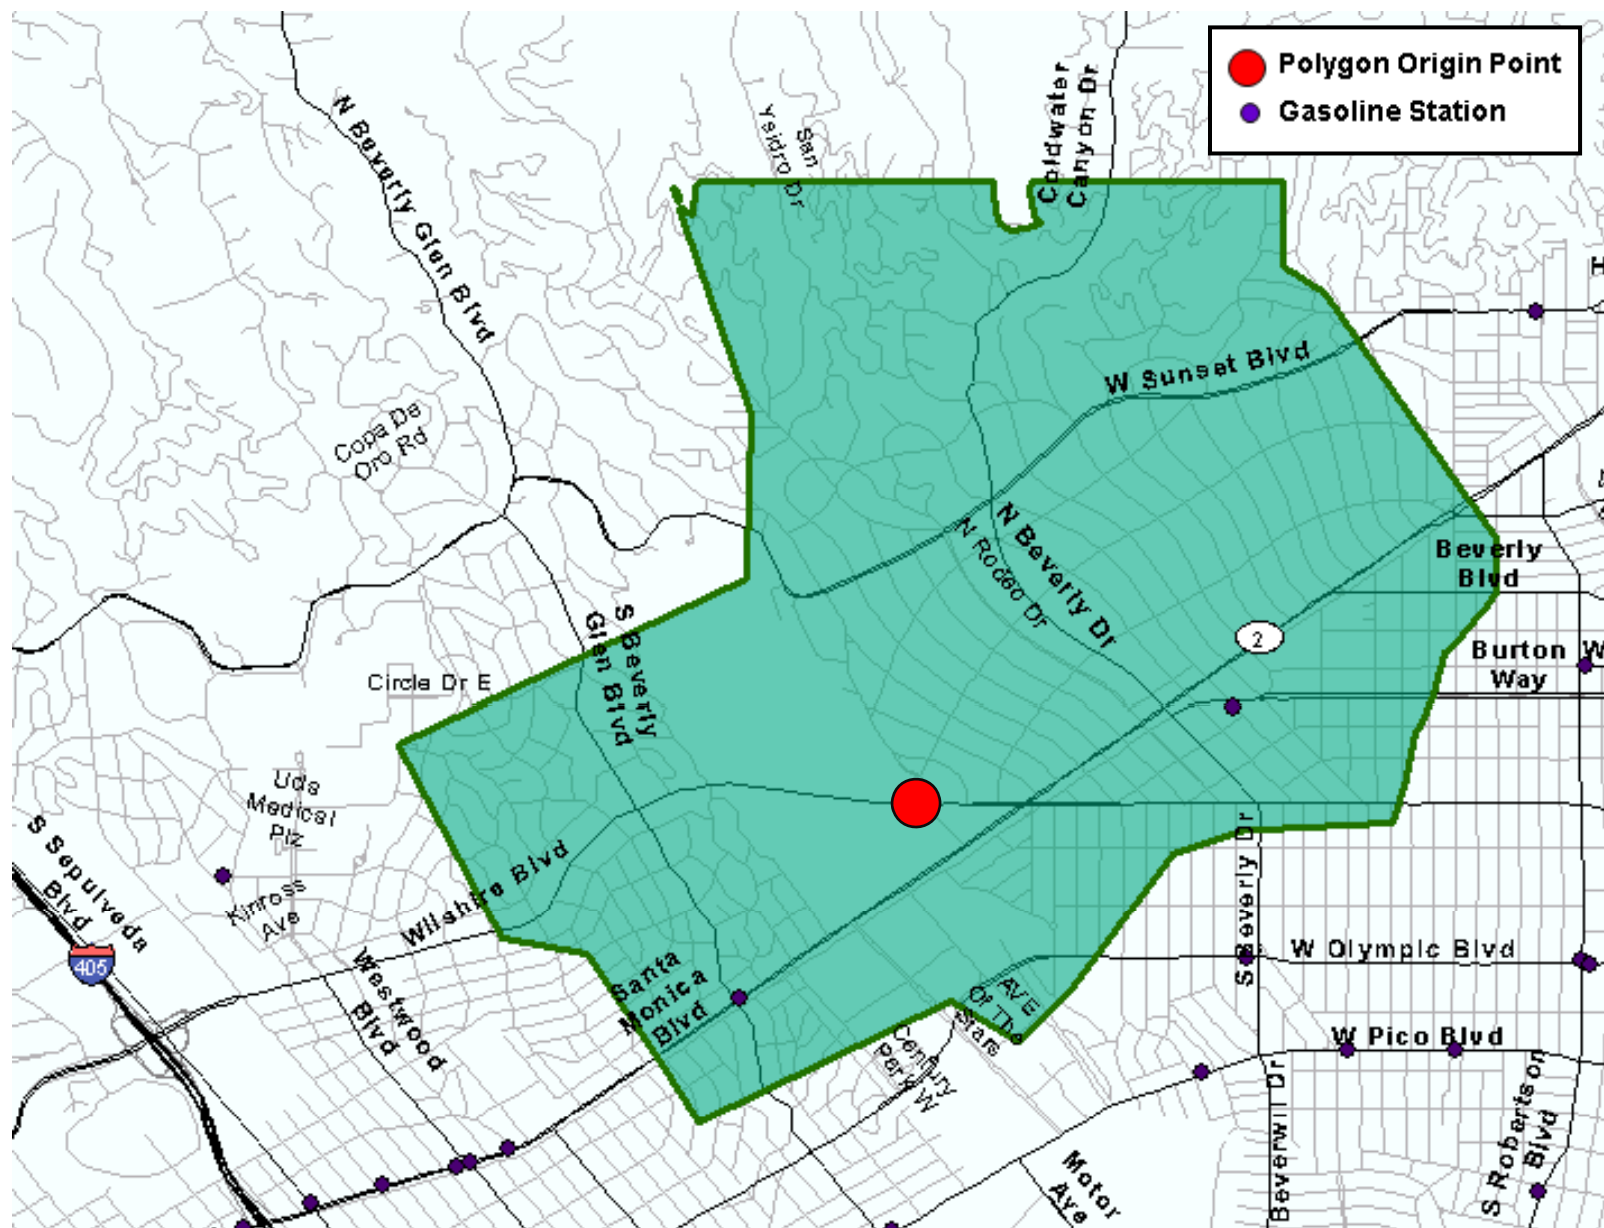 Polygon Origin Point
Gasoline Station
N Beverly Glen Blvd
San
Ysidro Dr
Coldwater
Canyon Dr
H
W Sunset Blvd
Copa De
Oro Rd
N Beverly Dr
N Rodeo Dr
Beverly
Blvd
S Beverly
Glen Blvd
2
Burton W
Way
Circle Dr E
Ucla
Medical
Plz
S Sepulveda
Blvd
Kinross
Ave
Wilshire Blvd
405
Westwood
Blvd
Santa
Monica
Blvd
S Beverly Dr
W Olympic Blvd
AVE
Of The
Stars
Century
Park W
W Pico Blvd
Beverwil Dr
S Robertson
Blvd
Motor
Ave